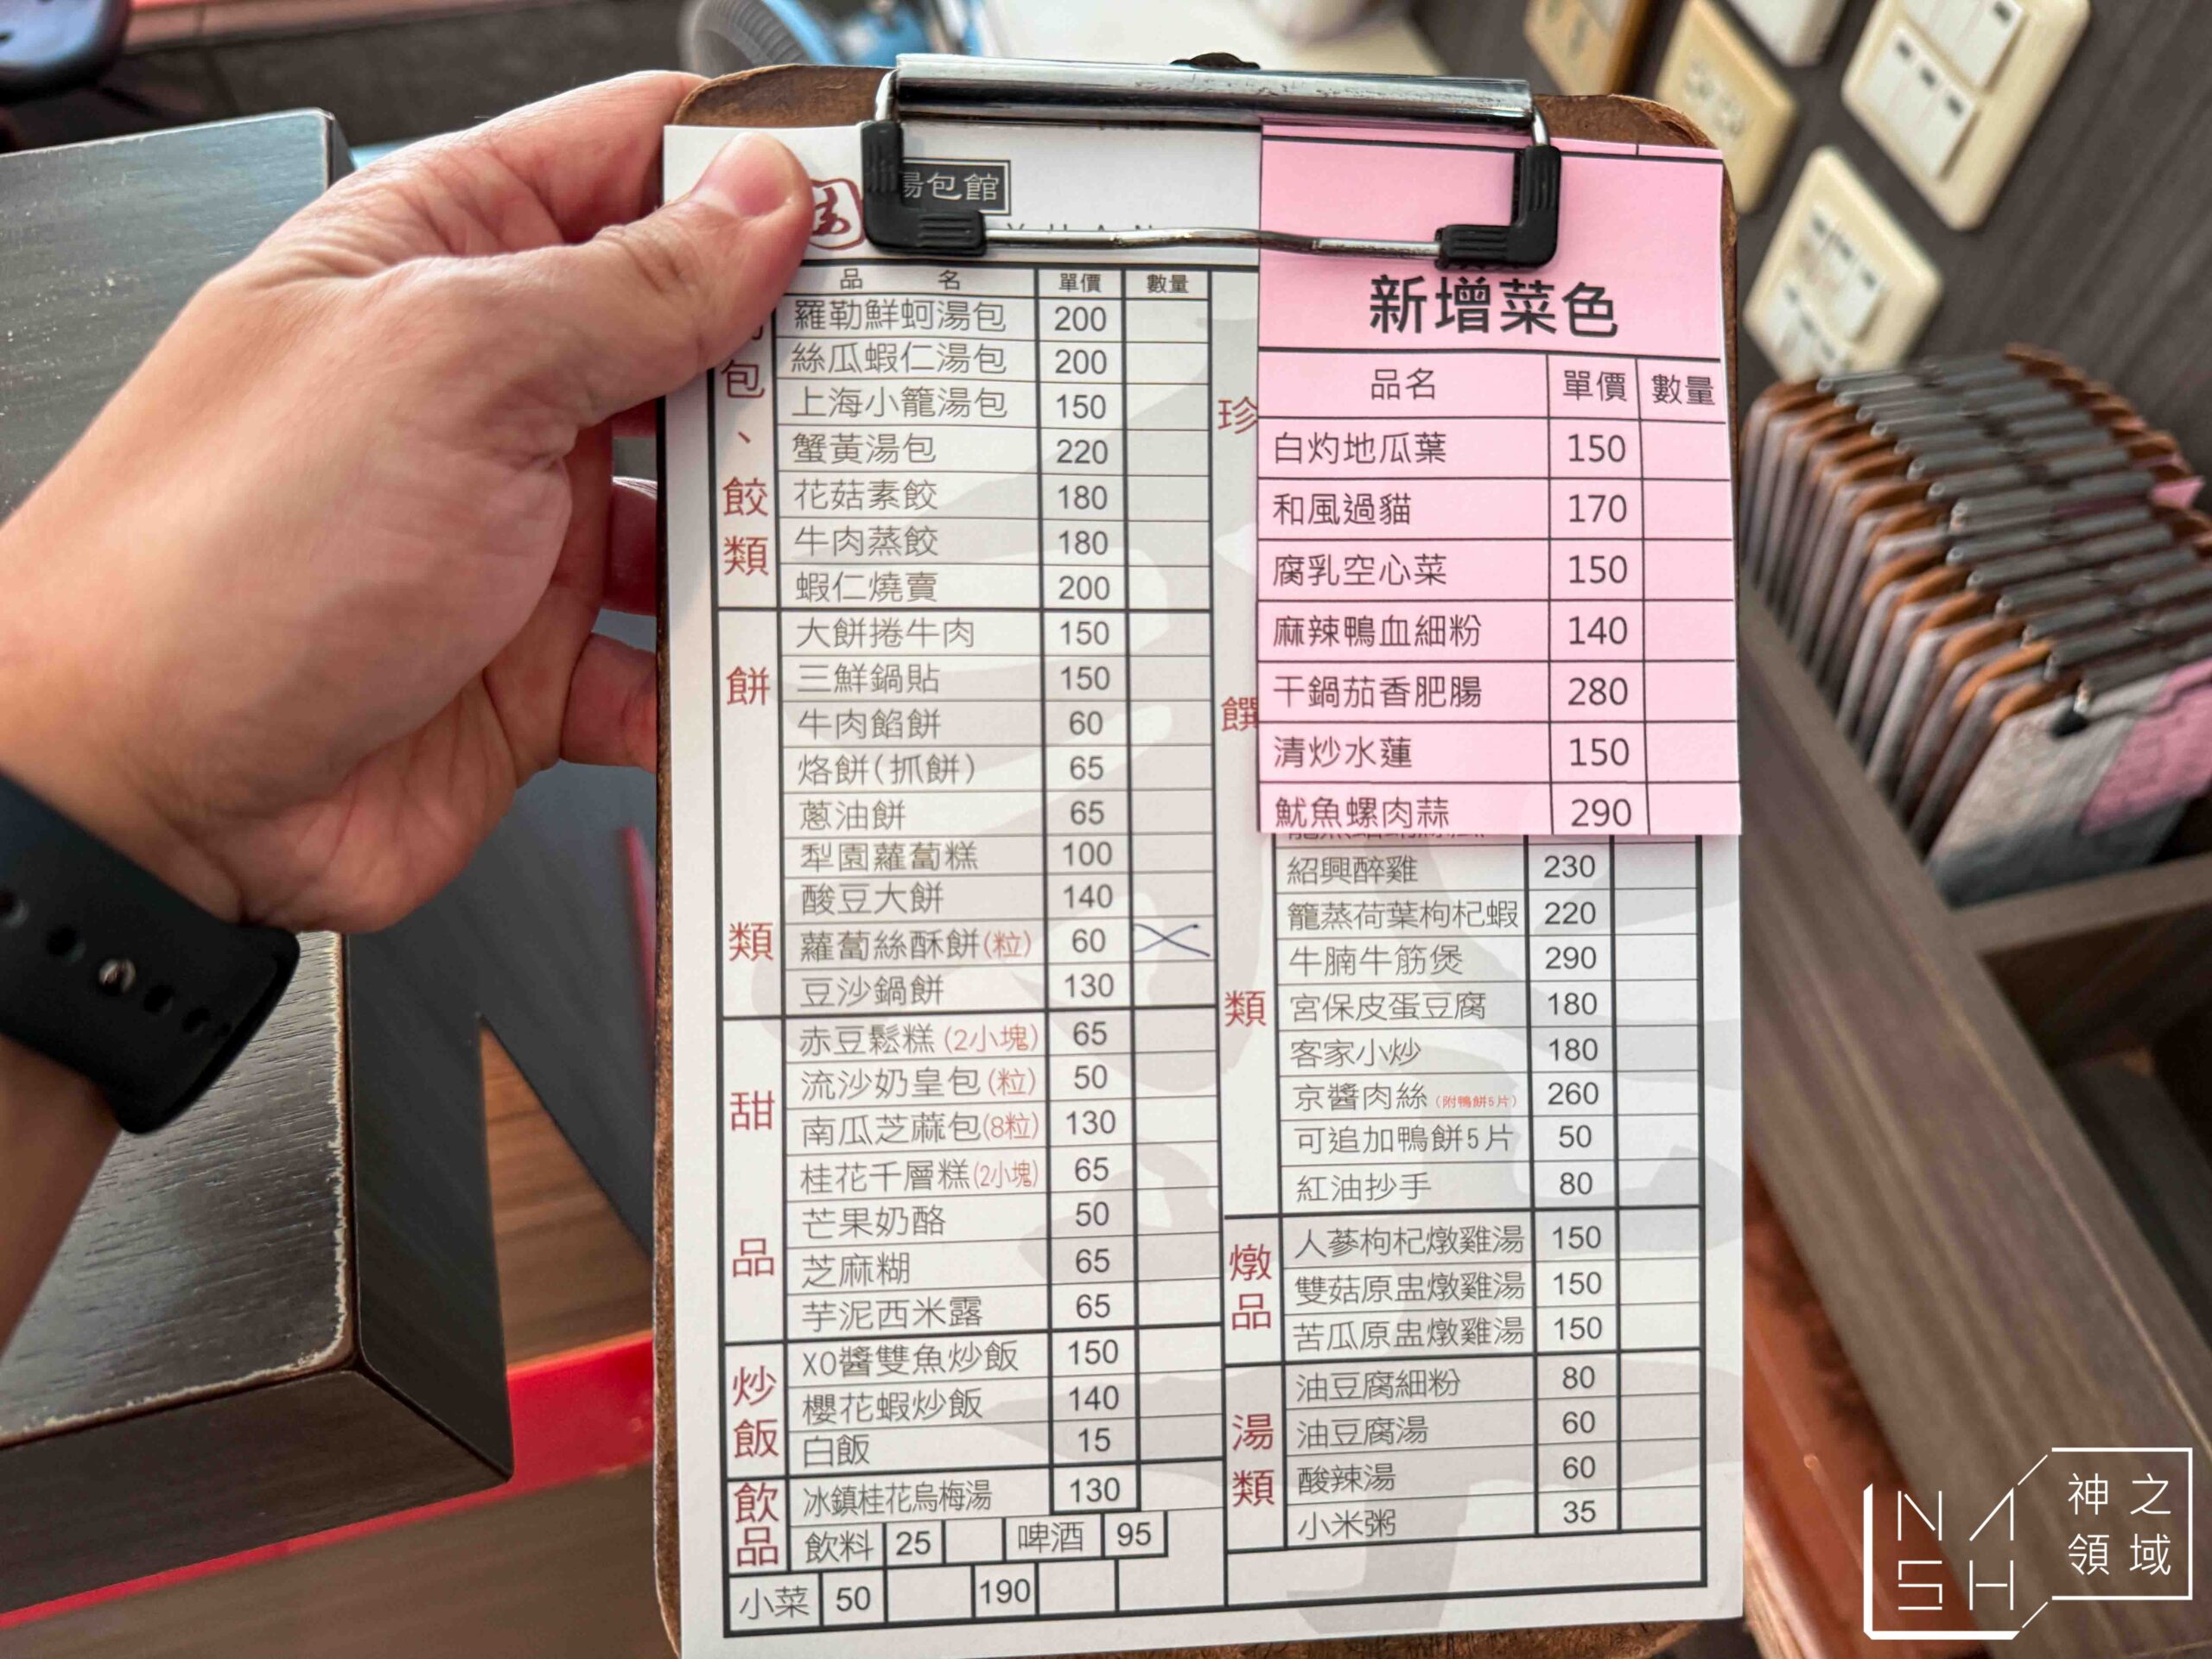 湯包館
品名 單價 數量
包、餃類
羅勒鮮蚵湯包 200
絲瓜蝦仁湯包 200
上海小籠湯包 150
蟹黃湯包 220
花菇素餃 180
牛肉蒸餃 180
蝦仁燒賣 200
餅類
大餅捲牛肉 150
三鮮鍋貼 150
牛肉餡餅 60
烙餅(抓餅) 65
蔥油餅 65
犁園蘿蔔糕 100
酸豆大餅 140
蘿蔔絲酥餅(粒) 60
豆沙鍋餅 130
甜品
赤豆鬆糕(2小塊) 65
流沙奶皇包(粒) 50
南瓜芝蔴包(8粒) 130
桂花千層糕(2小塊) 65
芒果奶酪 50
芝麻糊 65
芋泥西米露 65
炒飯
XO醬雙魚炒飯 150
櫻花蝦炒飯 140
白飯 15
飲品
冰鎮桂花烏梅湯 130
飲料 25 啤酒 95
小菜 50 190
新增菜色
品名 單價 數量
白灼地瓜葉 150
和風過貓 170
腐乳空心菜 150
麻辣鴨血細粉 140
干鍋茄香肥腸 280
清炒水蓮 150
魷魚螺肉蒜 290
珍饌類
紹興醉雞 230
籠蒸荷葉枸杞蝦 220
牛腩牛筋煲 290
宮保皮蛋豆腐 180
客家小炒 180
京醬肉絲(附鴨餅5片) 260
可追加鴨餅5片 50
紅油抄手 80
燉品
人蔘枸杞燉雞湯 150
雙菇原盅燉雞湯 150
苦瓜原盅燉雞湯 150
湯類
油豆腐細粉 80
油豆腐湯 60
酸辣湯 60
小米粥 35
NASH
神之領域